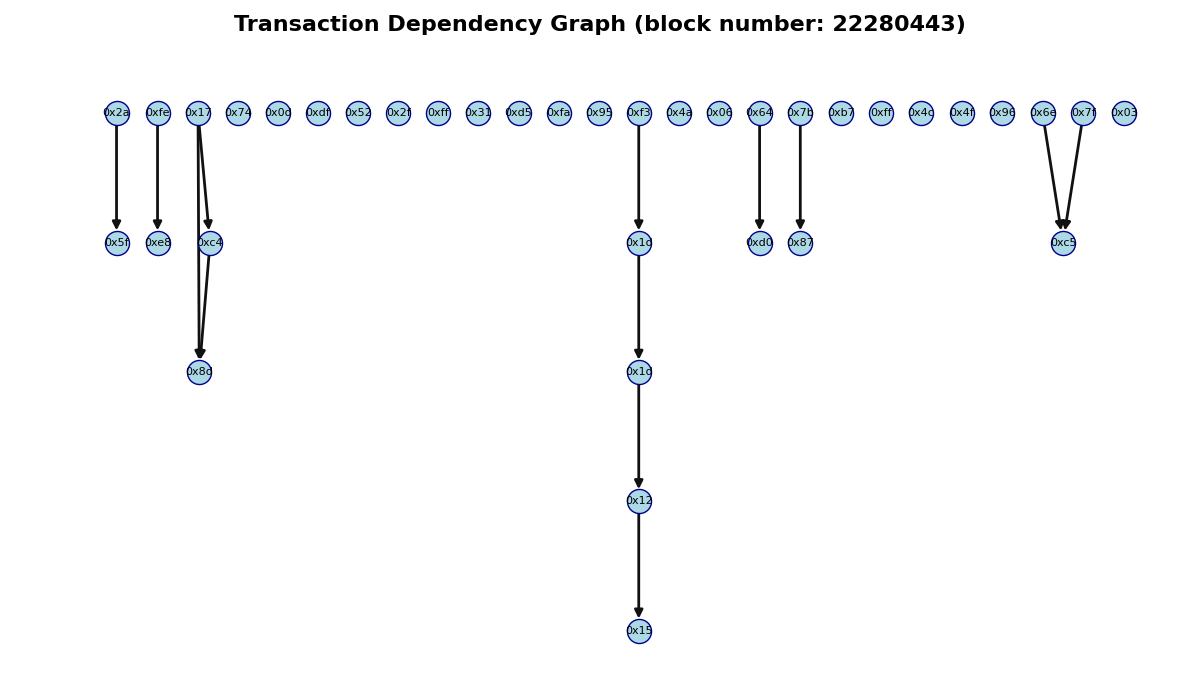 Transaction Dependency Graph (block number: 22280443)
0x2a 0xfe 0x17 0x74 0x0d 0xdf 0x52 0x2f 0xff 0x31 0xd5 0xfa 0x95 0xf3 0x4a 0x06 0x64 0x7b 0xb7 0xff 0x4c 0x4f 0x96 0x6e 0x7f 0x03
0x5f 0xe8 0xc4 0x1d 0xd0 0x87 0xc5
0x8d 0x1d
0x12
0x15